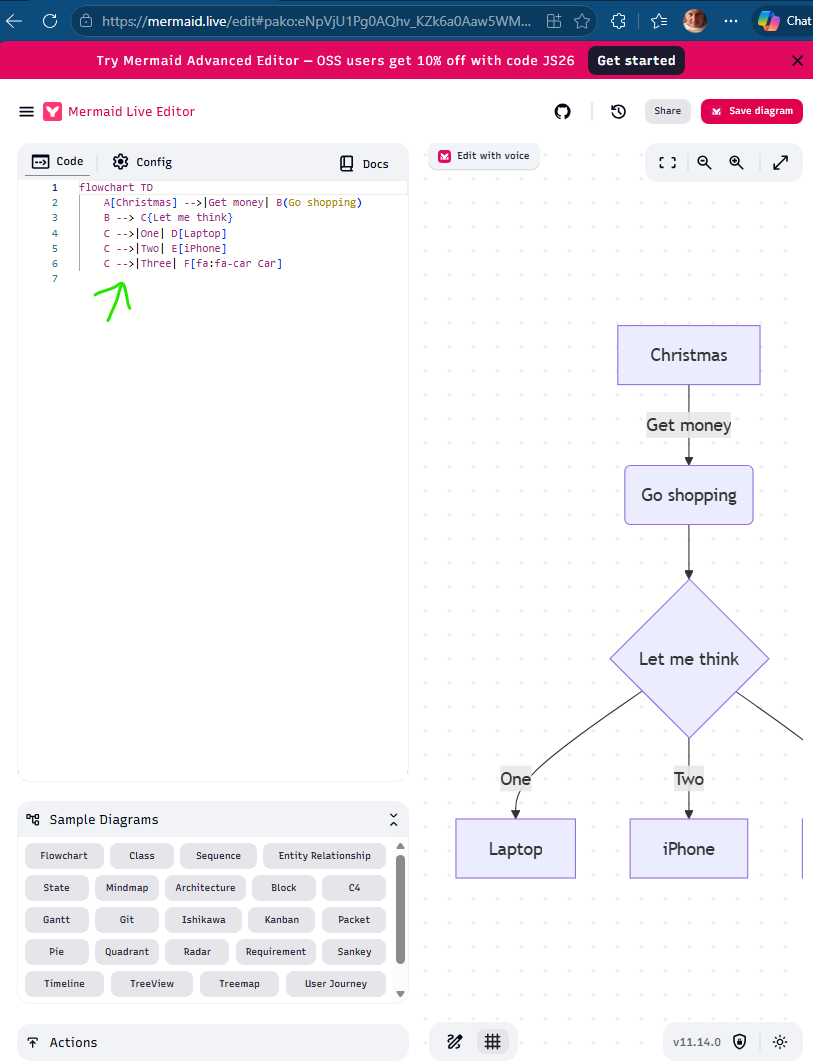 https://mermaid.live/edit#pako:eNpVjU1Pg0AQhv_KZk6a0Aaw5WM...
Chat
Try Mermaid Advanced Editor — OSS users get 10% off with code JS26
Get started
Mermaid Live Editor
Share
Save diagram
Code
Config
Docs
Edit with voice
1 flowchart TD
2 A[Christmas] -->|Get money| B(Go shopping)
3 B --> C{Let me think}
4 C -->|One| D[Laptop]
5 C -->|Two| E[iPhone]
6 C -->|Three| F[fa:fa-car Car]
7
Christmas
Get money
Go shopping
Let me think
One
Two
Laptop
iPhone
Sample Diagrams
Flowchart
Class
Sequence
Entity Relationship
State
Mindmap
Architecture
Block
C4
Gantt
Git
Ishikawa
Kanban
Packet
Pie
Quadrant
Radar
Requirement
Sankey
Timeline
TreeView
Treemap
User Journey
Actions
v11.14.0